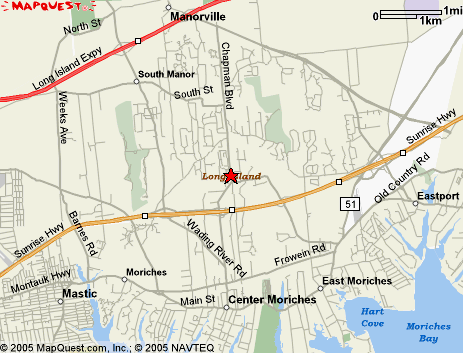 MAPQUEST
Manorville
1mi
0
1km
North St
Long Island Expy
Chapman Blvd
South Manor
South St
Weeks Ave
Sunrise Hwy
Long Island
Old Country Rd
Eastport
51
Barnes Rd
Wading River Rd
Sunrise Hwy
Frowein Rd
Montauk Hwy
Moriches
East Moriches
Mastic
Main St
Center Moriches
Hart
Cove
Moriches
Bay
© 2005 MapQuest.com, Inc.; © 2005 NAVTEQ